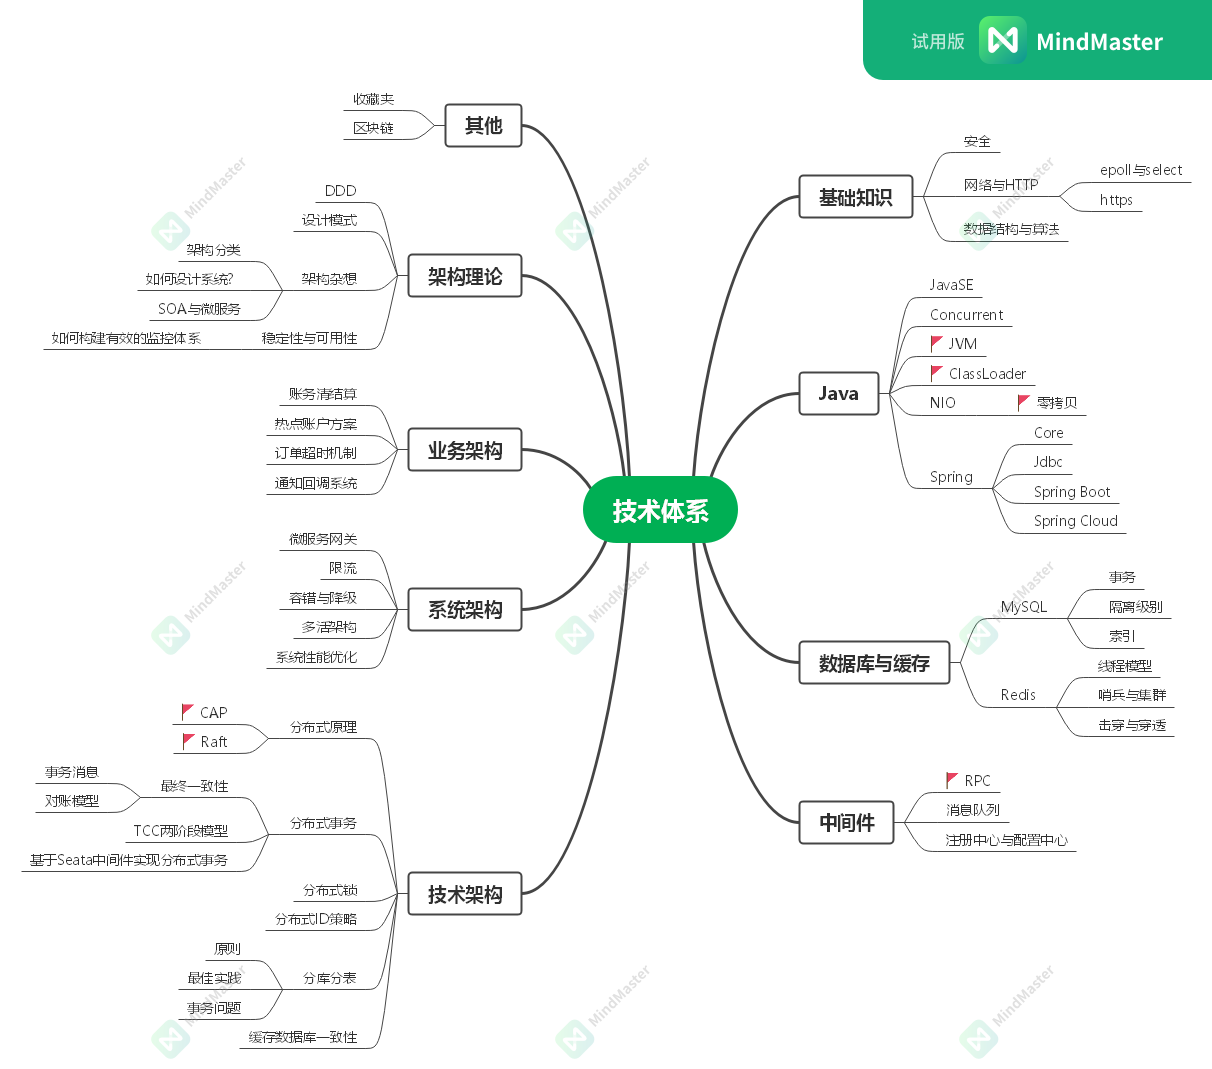 试用版 MindMaster
技术体系
基础知识
安全
网络与HTTP
epoll与select
https
数据结构与算法
Java
JavaSE
Concurrent
JVM
ClassLoader
NIO
零拷贝
Spring
Core
Jdbc
Spring Boot
Spring Cloud
数据库与缓存
MySQL
事务
隔离级别
索引
Redis
线程模型
哨兵与集群
击穿与穿透
中间件
RPC
消息队列
注册中心与配置中心
其他
收藏夹
区块链
架构理论
DDD
设计模式
架构杂想
架构分类
如何设计系统?
SOA与微服务
稳定性与可用性
如何构建有效的监控体系
业务架构
账务清结算
热点账户方案
订单超时机制
通知回调系统
系统架构
微服务网关
限流
容错与降级
多活架构
系统性能优化
技术架构
分布式原理
CAP
Raft
分布式事务
最终一致性
事务消息
对账模型
TCC两阶段模型
基于Seata中间件实现分布式事务
分布式锁
分布式ID策略
分库分表
原则
最佳实践
事务问题
缓存数据库一致性
MindMaster
MindMaster
MindMaster
MindMaster
MindMaster
MindMaster
MindMaster
MindMaster
MindMaster